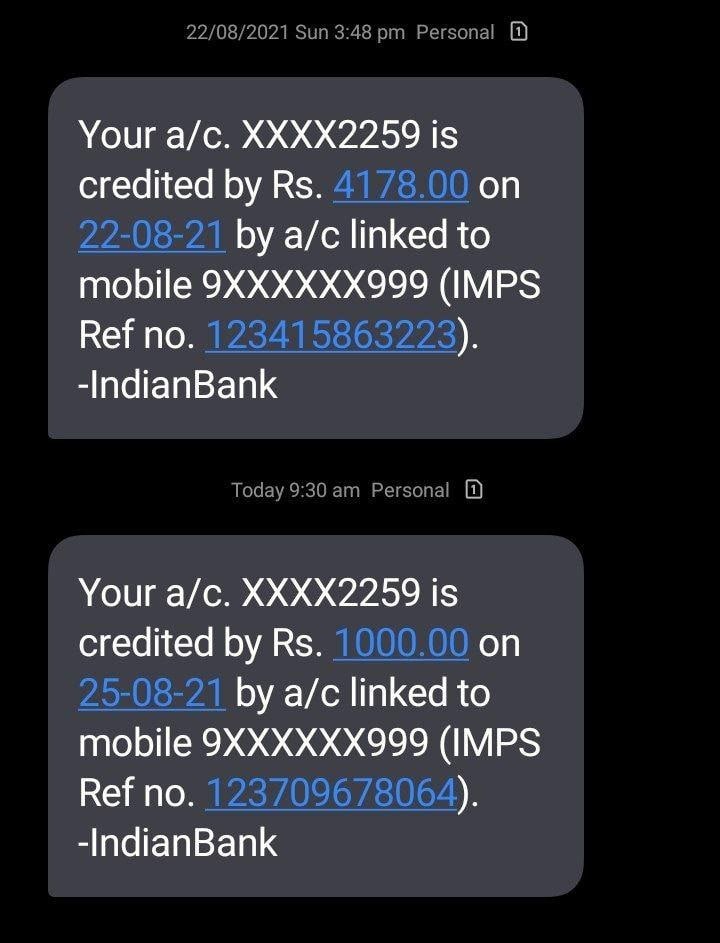 22/08/2021 Sun 3:48 pm Personal 1
Your a/c. XXXX2259 is
credited by Rs. 4178.00 on
22-08-21 by a/c linked to
mobile 9XXXXXX999 (IMPS
Ref no. 123415863223).
-IndianBank
Today 9:30 am Personal 1
Your a/c. XXXX2259 is
credited by Rs. 1000.00 on
25-08-21 by a/c linked to
mobile 9XXXXXX999 (IMPS
Ref no. 123709678064).
-IndianBank